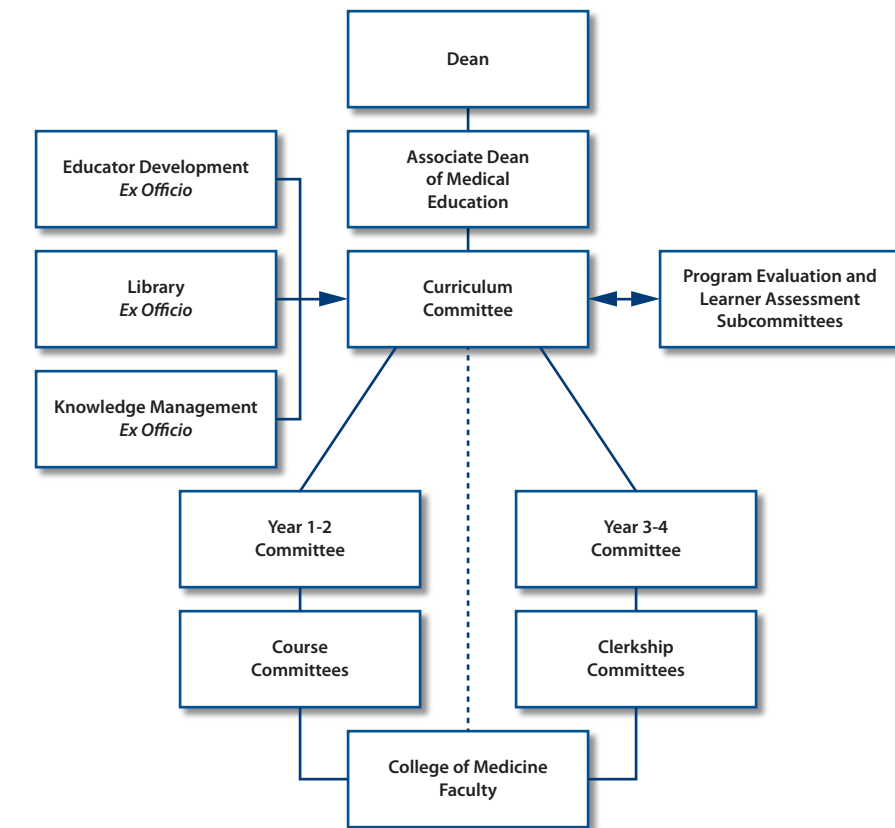 Dean
Associate Dean
of Medical
Education
Educator Development
Ex Officio
Library
Ex Officio
Knowledge Management
Ex Officio
Curriculum
Committee
Program Evaluation and
Learner Assessment
Subcommittees
Year 1-2
Committee
Year 3-4
Committee
Course
Committees
Clerkship
Committees
College of Medicine
Faculty